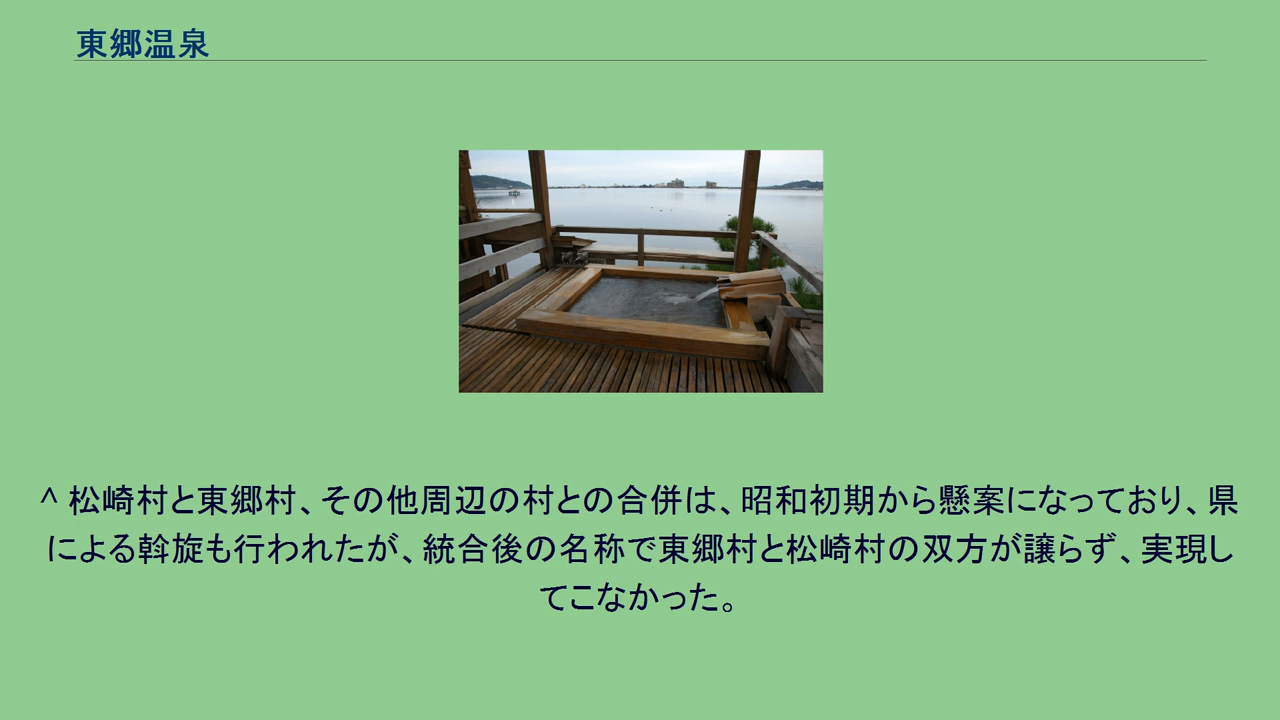 東郷温泉
^ 松崎村と東郷村、その他周辺の村との合併は、昭和初期から懸案になっており、県
による斡旋も行われたが、統合後の名称で東郷村と松崎村の双方が譲らず、実現し
てこなかった。